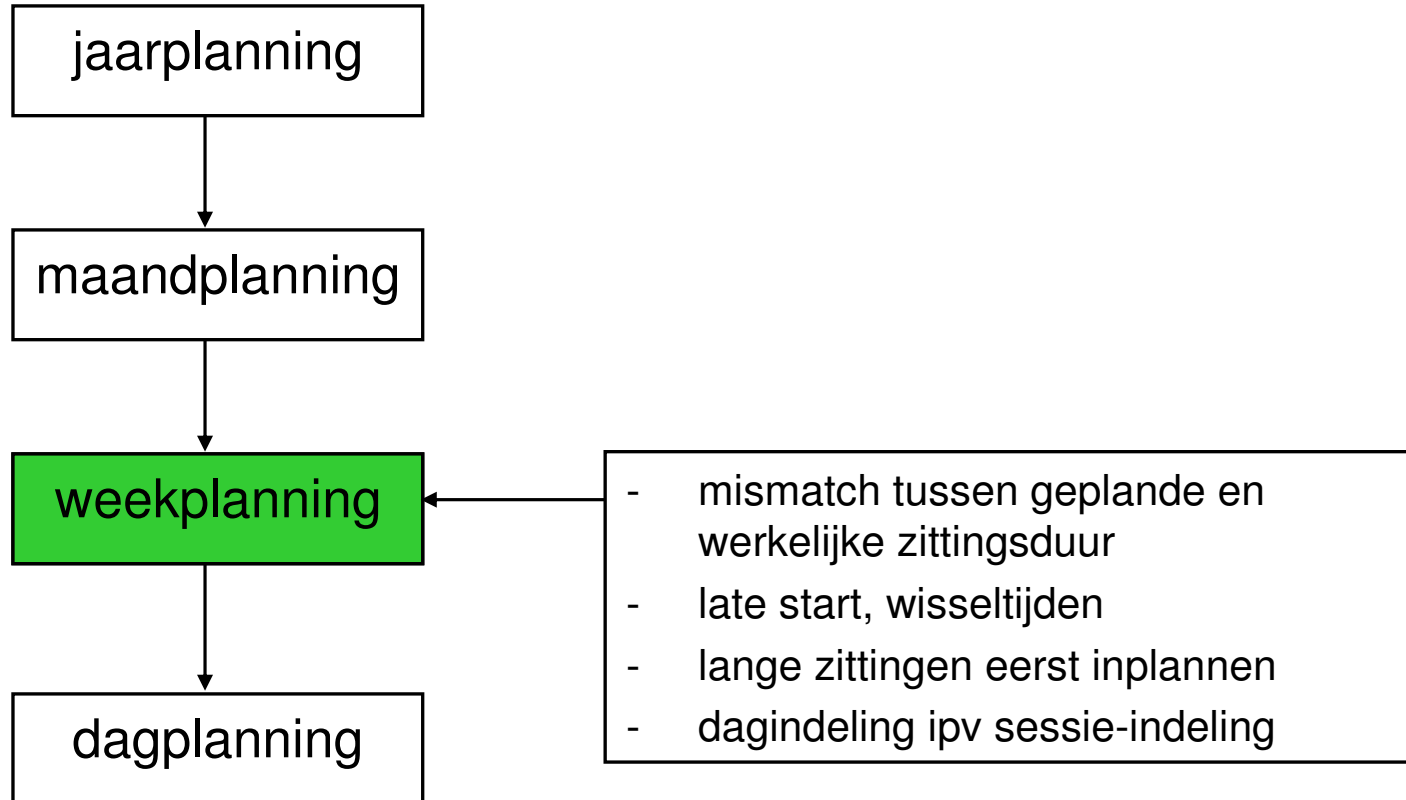 jaarplanning
maandplanning
weekplanning
- mismatch tussen geplande en
werkelijke zittingsduur
- late start, wisseltijden
- lange zittingen eerst inplannen
- dagindeling ipv sessie-indeling
dagplanning